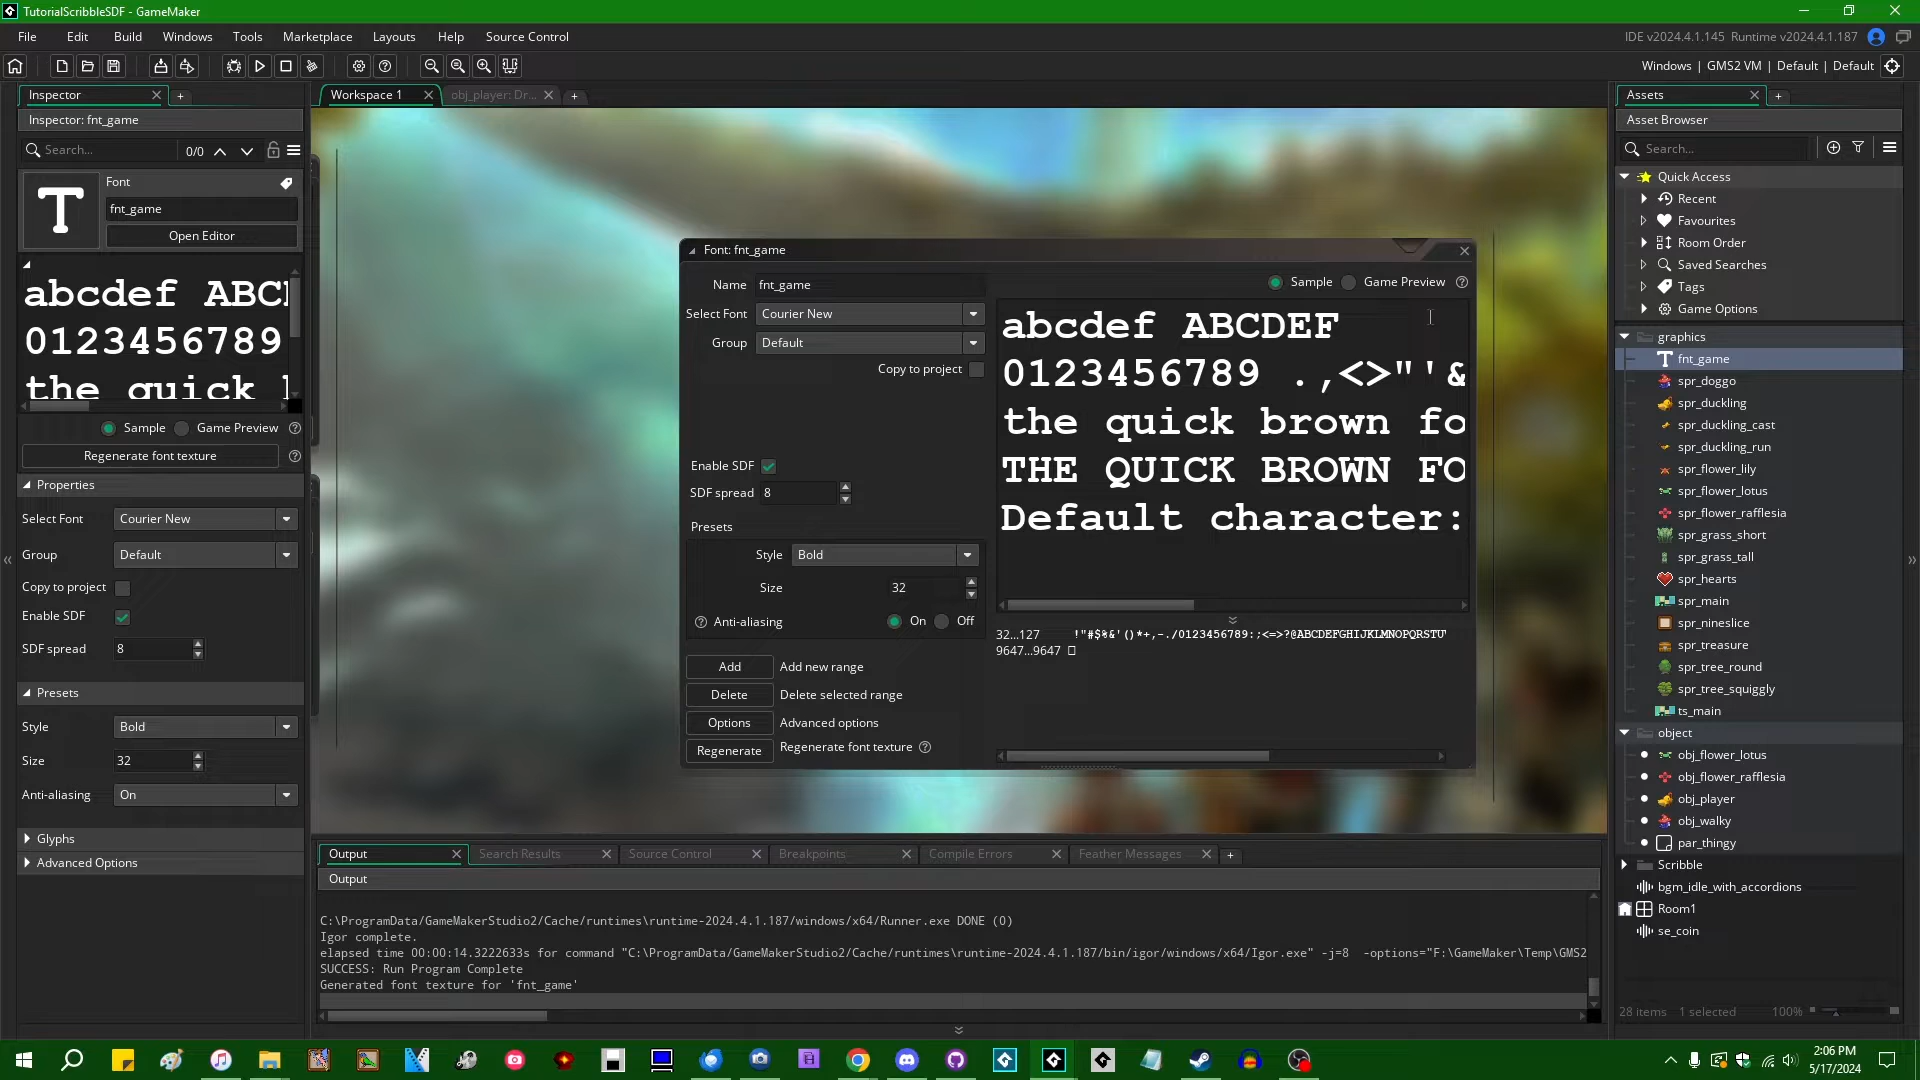 TutorialScribbleSDF - GameMaker
File Edit Build Windows Tools Marketplace Layouts Help Source Control
IDE v2024.4.1.145 Runtime v2024.4.1.187
Windows | GMS2 VM | Default | Default
Inspector
Inspector: fnt_game
Search...
0/0
Font
fnt_game
Open Editor
abcdef ABC
0123456789
the quick
Sample
Game Preview
Regenerate font texture
Properties
Select Font
Courier New
Group
Default
Copy to project
Enable SDF
SDF spread
8
Presets
Style
Bold
Size
32
Anti-aliasing
On
Glyphs
Advanced Options
Workspace 1
obj_player: Dr...
Font: fnt_game
Name
fnt_game
Select Font
Courier New
Group
Default
Copy to project
Enable SDF
SDF spread
8
Presets
Style
Bold
Size
32
Anti-aliasing
On
Off
Add
Add new range
Delete
Delete selected range
Options
Advanced options
Regenerate
Regenerate font texture
Sample
Game Preview
abcdef ABCDEF
0123456789 .,<>"'&
the quick brown fo
THE QUICK BROWN FO
Default character:
32...127 !"#$%&'()*+,-./0123456789:;<=>?@ABCDEFGHIJKLMNOPQRSTU
9647...9647 ▯
Output
Search Results
Source Control
Breakpoints
Compile Errors
Feather Messages
Output
C:\ProgramData/GameMakerStudio2/Cache/runtimes\runtime-2024.4.1.187/windows/x64/Runner.exe DONE (0)
Igor complete.
elapsed time 00:00:14.3222633s for command "C:\ProgramData/GameMakerStudio2/Cache/runtimes\runtime-2024.4.1.187/bin/igor/windows/x64/Igor.exe" -j=8 -options="F:\GameMaker\Temp\GMS2
SUCCESS: Run Program Complete
Generated font texture for 'fnt_game'
Assets
Asset Browser
Search...
Quick Access
Recent
Favourites
Room Order
Saved Searches
Tags
Game Options
graphics
fnt_game
spr_doggo
spr_duckling
spr_duckling_cast
spr_duckling_run
spr_flower_lily
spr_flower_lotus
spr_flower_rafflesia
spr_grass_short
spr_grass_tall
spr_hearts
spr_main
spr_nineslice
spr_treasure
spr_tree_round
spr_tree_squiggly
ts_main
object
obj_flower_lotus
obj_flower_rafflesia
obj_player
obj_walky
par_thingy
Scribble
bgm_idle_with_accordions
Room1
se_coin
28 items 1 selected 100%
2:06 PM
5/17/2024